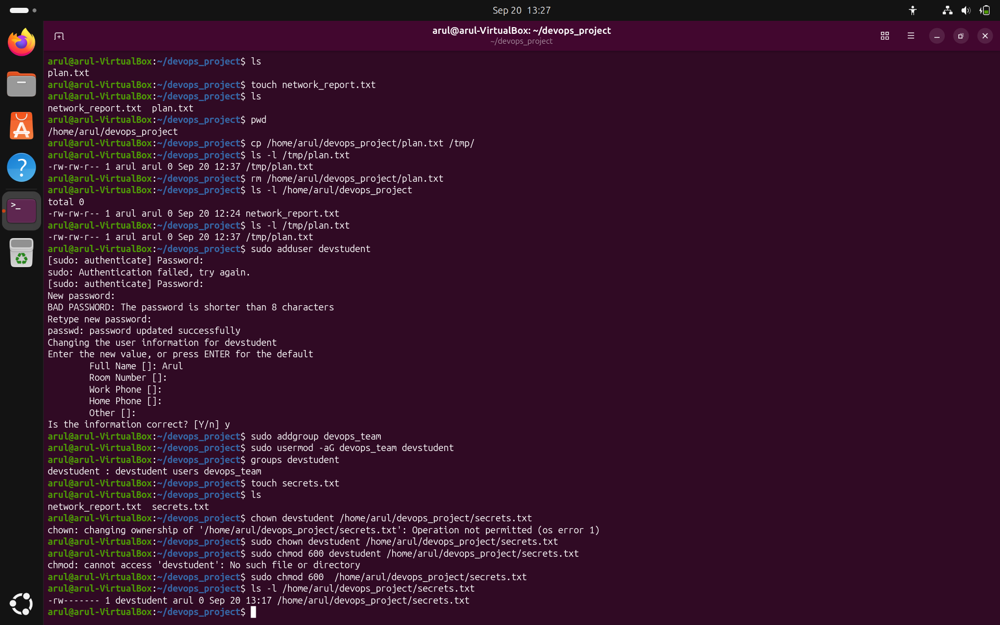 Sep 20  13:27
arul@arul-VirtualBox: ~/devops_project
~/devops_project
arul@arul-VirtualBox:~/devops_project$ ls
plan.txt
arul@arul-VirtualBox:~/devops_project$ touch network_report.txt
arul@arul-VirtualBox:~/devops_project$ ls
network_report.txt  plan.txt
arul@arul-VirtualBox:~/devops_project$ pwd
/home/arul/devops_project
arul@arul-VirtualBox:~/devops_project$ cp /home/arul/devops_project/plan.txt /tmp/
arul@arul-VirtualBox:~/devops_project$ ls -l /tmp/plan.txt
-rw-rw-r-- 1 arul arul 0 Sep 20 12:37 /tmp/plan.txt
arul@arul-VirtualBox:~/devops_project$ rm /home/arul/devops_project/plan.txt
arul@arul-VirtualBox:~/devops_project$ ls -l /home/arul/devops_project
total 0
-rw-rw-r-- 1 arul arul 0 Sep 20 12:24 network_report.txt
arul@arul-VirtualBox:~/devops_project$ ls -l /tmp/plan.txt
-rw-rw-r-- 1 arul arul 0 Sep 20 12:37 /tmp/plan.txt
arul@arul-VirtualBox:~/devops_project$ sudo adduser devstudent
[sudo: authenticate] Password:
sudo: Authentication failed, try again.
[sudo: authenticate] Password:
New password:
BAD PASSWORD: The password is shorter than 8 characters
Retype new password:
passwd: password updated successfully
Changing the user information for devstudent
Enter the new value, or press ENTER for the default
        Full Name []: Arul
        Room Number []:
        Work Phone []:
        Home Phone []:
        Other []:
Is the information correct? [Y/n] y
arul@arul-VirtualBox:~/devops_project$ sudo addgroup devops_team
arul@arul-VirtualBox:~/devops_project$ sudo usermod -aG devops_team devstudent
arul@arul-VirtualBox:~/devops_project$ groups devstudent
devstudent : devstudent users devops_team
arul@arul-VirtualBox:~/devops_project$ touch secrets.txt
arul@arul-VirtualBox:~/devops_project$ ls
network_report.txt  secrets.txt
arul@arul-VirtualBox:~/devops_project$ chown devstudent /home/arul/devops_project/secrets.txt
chown: changing ownership of '/home/arul/devops_project/secrets.txt': Operation not permitted (os error 1)
arul@arul-VirtualBox:~/devops_project$ sudo chown devstudent /home/arul/devops_project/secrets.txt
arul@arul-VirtualBox:~/devops_project$ sudo chmod 600 devstudent /home/arul/devops_project/secrets.txt
chmod: cannot access 'devstudent': No such file or directory
arul@arul-VirtualBox:~/devops_project$ sudo chmod 600  /home/arul/devops_project/secrets.txt
arul@arul-VirtualBox:~/devops_project$ ls -l /home/arul/devops_project/secrets.txt
-rw------- 1 devstudent arul 0 Sep 20 13:17 /home/arul/devops_project/secrets.txt
arul@arul-VirtualBox:~/devops_project$